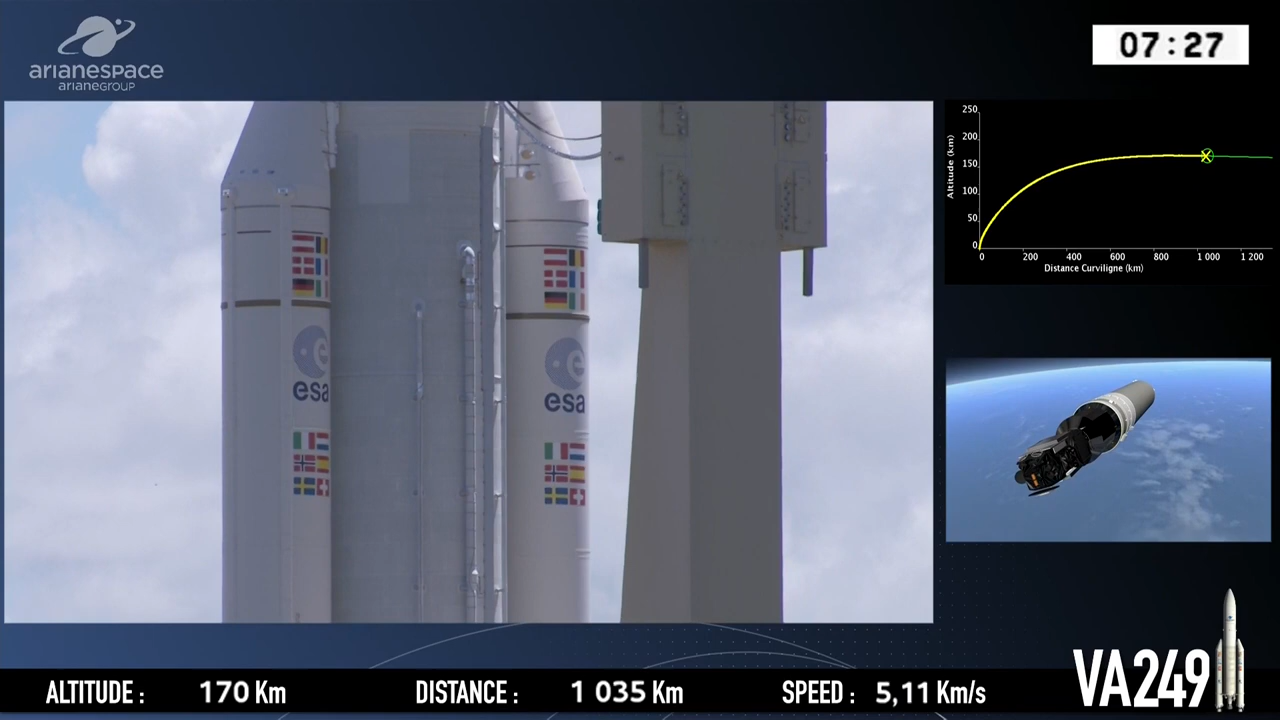 arianespace
arianeGROUP
07:27
250
200
150
100
50
0
Altitude (km)
0 200 400 600 800 1 000 1 200
Distance Curviligne (km)
esa
esa
VA249
ALTITUDE : 170 Km DISTANCE : 1 035 Km SPEED : 5,11 Km/s